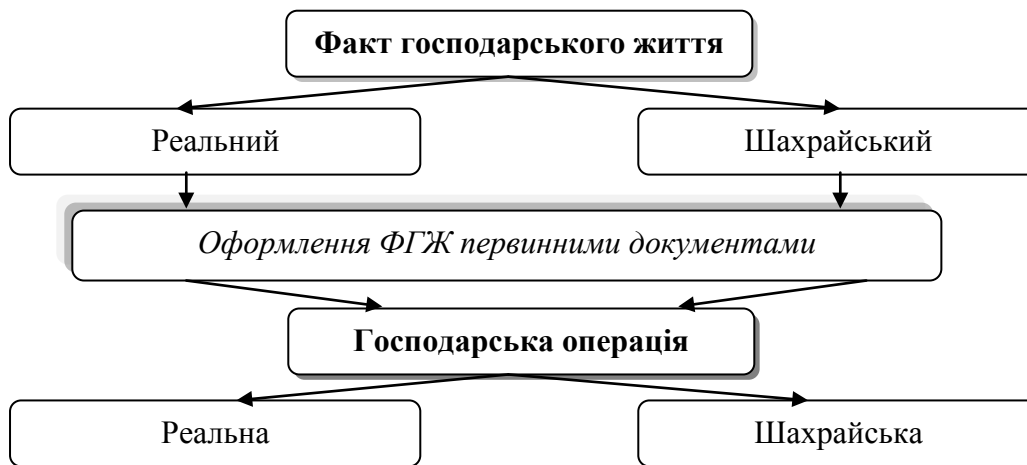 Факт господарського життя
Реальний
Шахрайський
Оформлення ФГЖ первинними документами
Господарська операція
Реальна
Шахрайська